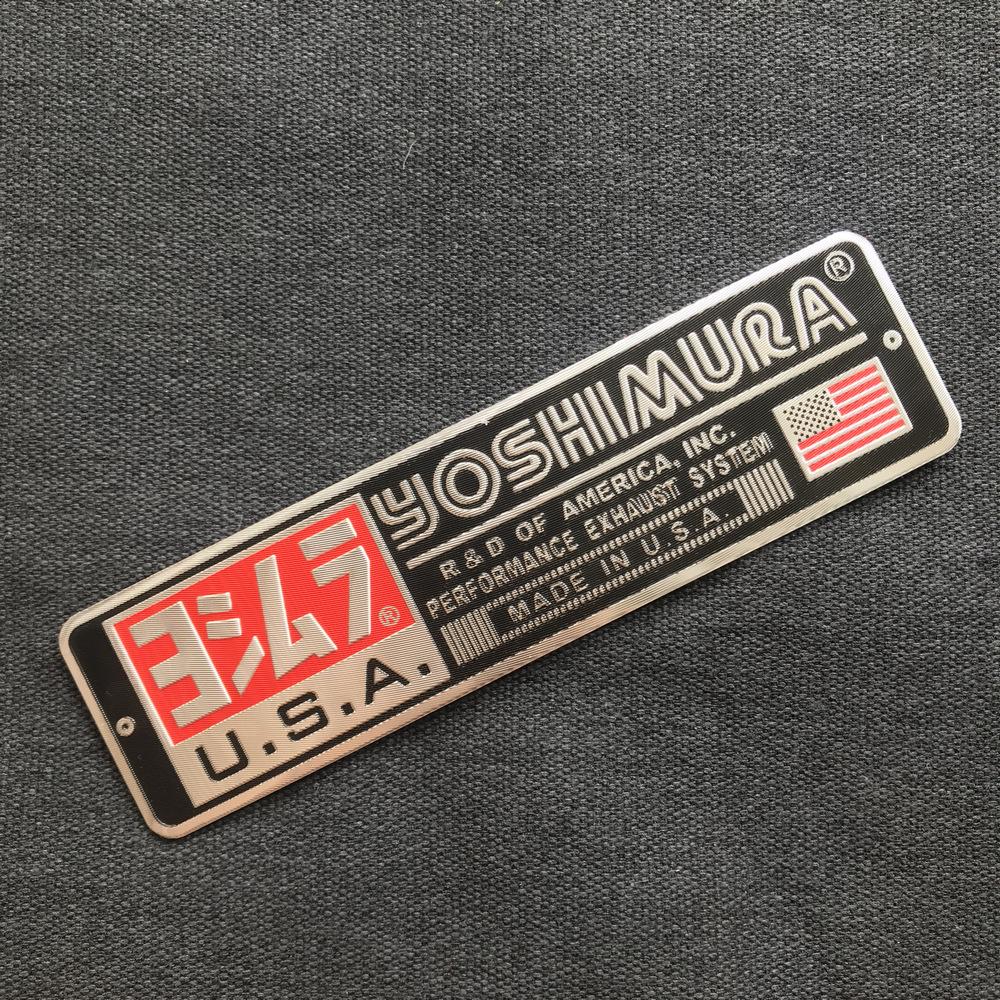 ヨシムラ®
U.S.A.
YOSHIMURA®
R & D OF AMERICA, INC.
PERFORMANCE EXHAUST SYSTEM
MADE IN U.S.A.